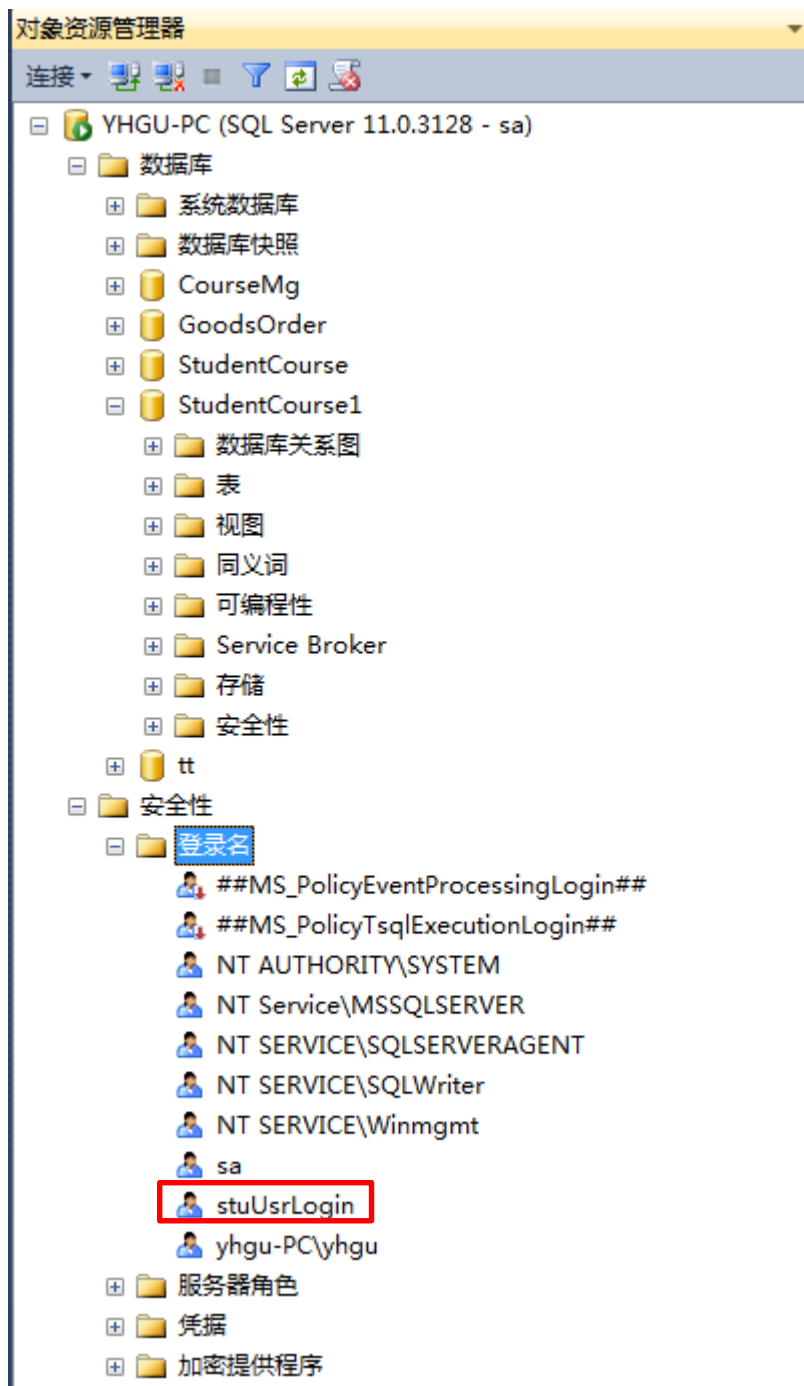 对象资源管理器
连接
YHGU-PC (SQL Server 11.0.3128 - sa)
数据库
系统数据库
数据库快照
CourseMg
GoodsOrder
StudentCourse
StudentCourse1
数据库关系图
表
视图
同义词
可编程性
Service Broker
存储
安全性
tt
安全性
登录名
##MS_PolicyEventProcessingLogin##
##MS_PolicyTsqlExecutionLogin##
NT AUTHORITY\SYSTEM
NT Service\MSSQLSERVER
NT SERVICE\SQLSERVERAGENT
NT SERVICE\SQLWriter
NT SERVICE\Winmgmt
sa
stuUsrLogin
yhgu-PC\yhgu
服务器角色
凭据
加密提供程序